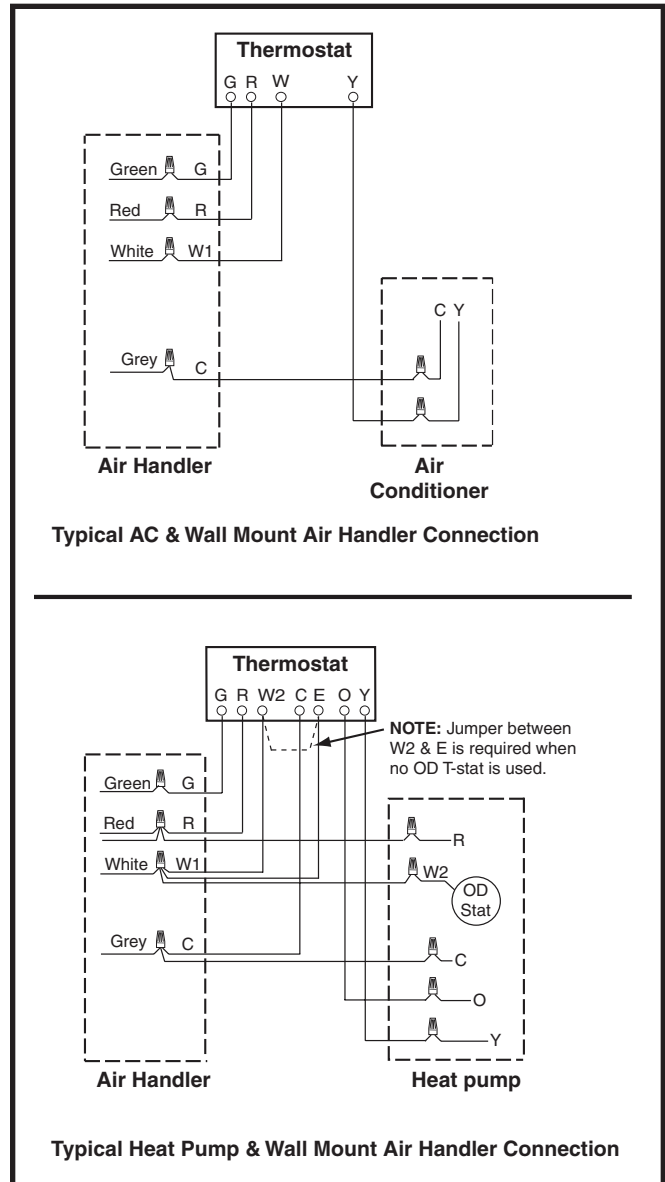 Thermostat
G R W Y
Green G
Red R
White W1
Grey C
C Y
Air Handler
Air
Conditioner
Typical AC & Wall Mount Air Handler Connection
Thermostat
G R W2 C E O Y
NOTE: Jumper between
W2 & E is required when
no OD T-stat is used.
Green G
Red R
R
White W1
W2
OD
Stat
Grey C
C
O
Y
Air Handler
Heat pump
Typical Heat Pump & Wall Mount Air Handler Connection